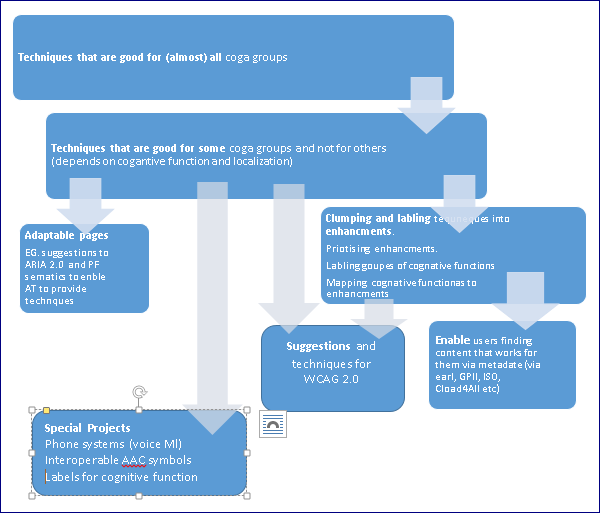 Techniques that are good for (almost) all coga groups
Techniques that are good for some coga groups and not for others
(depends on cogantive function and localization)
Adaptable pages
EG. suggestions to
ARIA 2.0 and PF
sematics to enble
AT to provide
technques
Clumping and labling techniques into
enhancments.
Priotising enhancments.
Labling goupes of cognative functions
Mapping cognative functionas to
enhancments
Suggestions and
techniques for
WCAG 2.0
Enable users finding
content that works for
them via metadate (via
earl, GPII, ISO,
Cload4All etc)
Special Projects
Phone systems (voice Ml)
Interoperable AAC symbols
Labels for cognitive function